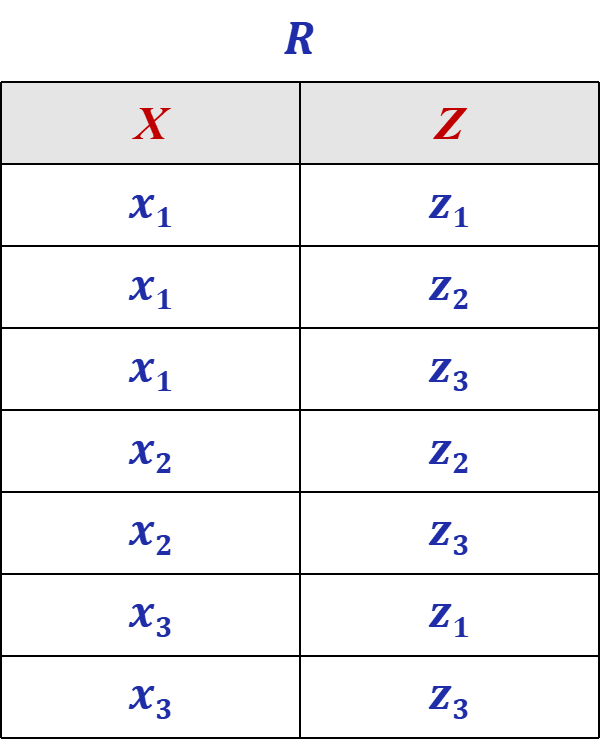 R
X Z
x₁ z₁
x₁ z₂
x₁ z₃
x₂ z₂
x₂ z₃
x₃ z₁
x₃ z₃